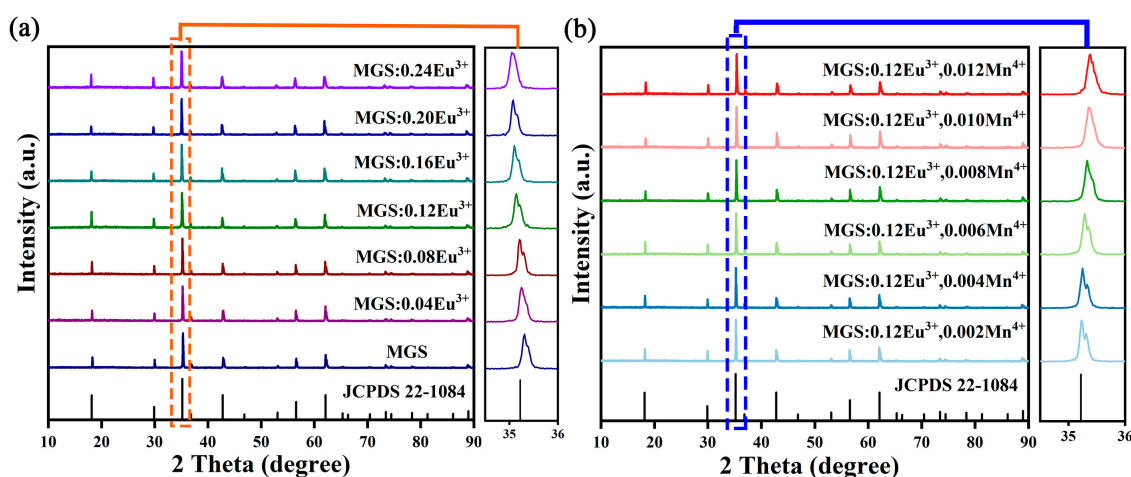 (a)
MGS:0.24Eu³⁺
MGS:0.20Eu³⁺
MGS:0.16Eu³⁺
MGS:0.12Eu³⁺
MGS:0.08Eu³⁺
MGS:0.04Eu³⁺
MGS
JCPDS 22-1084
Intensity (a.u.)
10 20 30 40 50 60 70 80 90
35 36
2 Theta (degree)
(b)
MGS:0.12Eu³⁺,0.012Mn⁴⁺
MGS:0.12Eu³⁺,0.010Mn⁴⁺
MGS:0.12Eu³⁺,0.008Mn⁴⁺
MGS:0.12Eu³⁺,0.006Mn⁴⁺
MGS:0.12Eu³⁺,0.004Mn⁴⁺
MGS:0.12Eu³⁺,0.002Mn⁴⁺
JCPDS 22-1084
Intensity (a.u.)
10 20 30 40 50 60 70 80 90
35 36
2 Theta (degree)